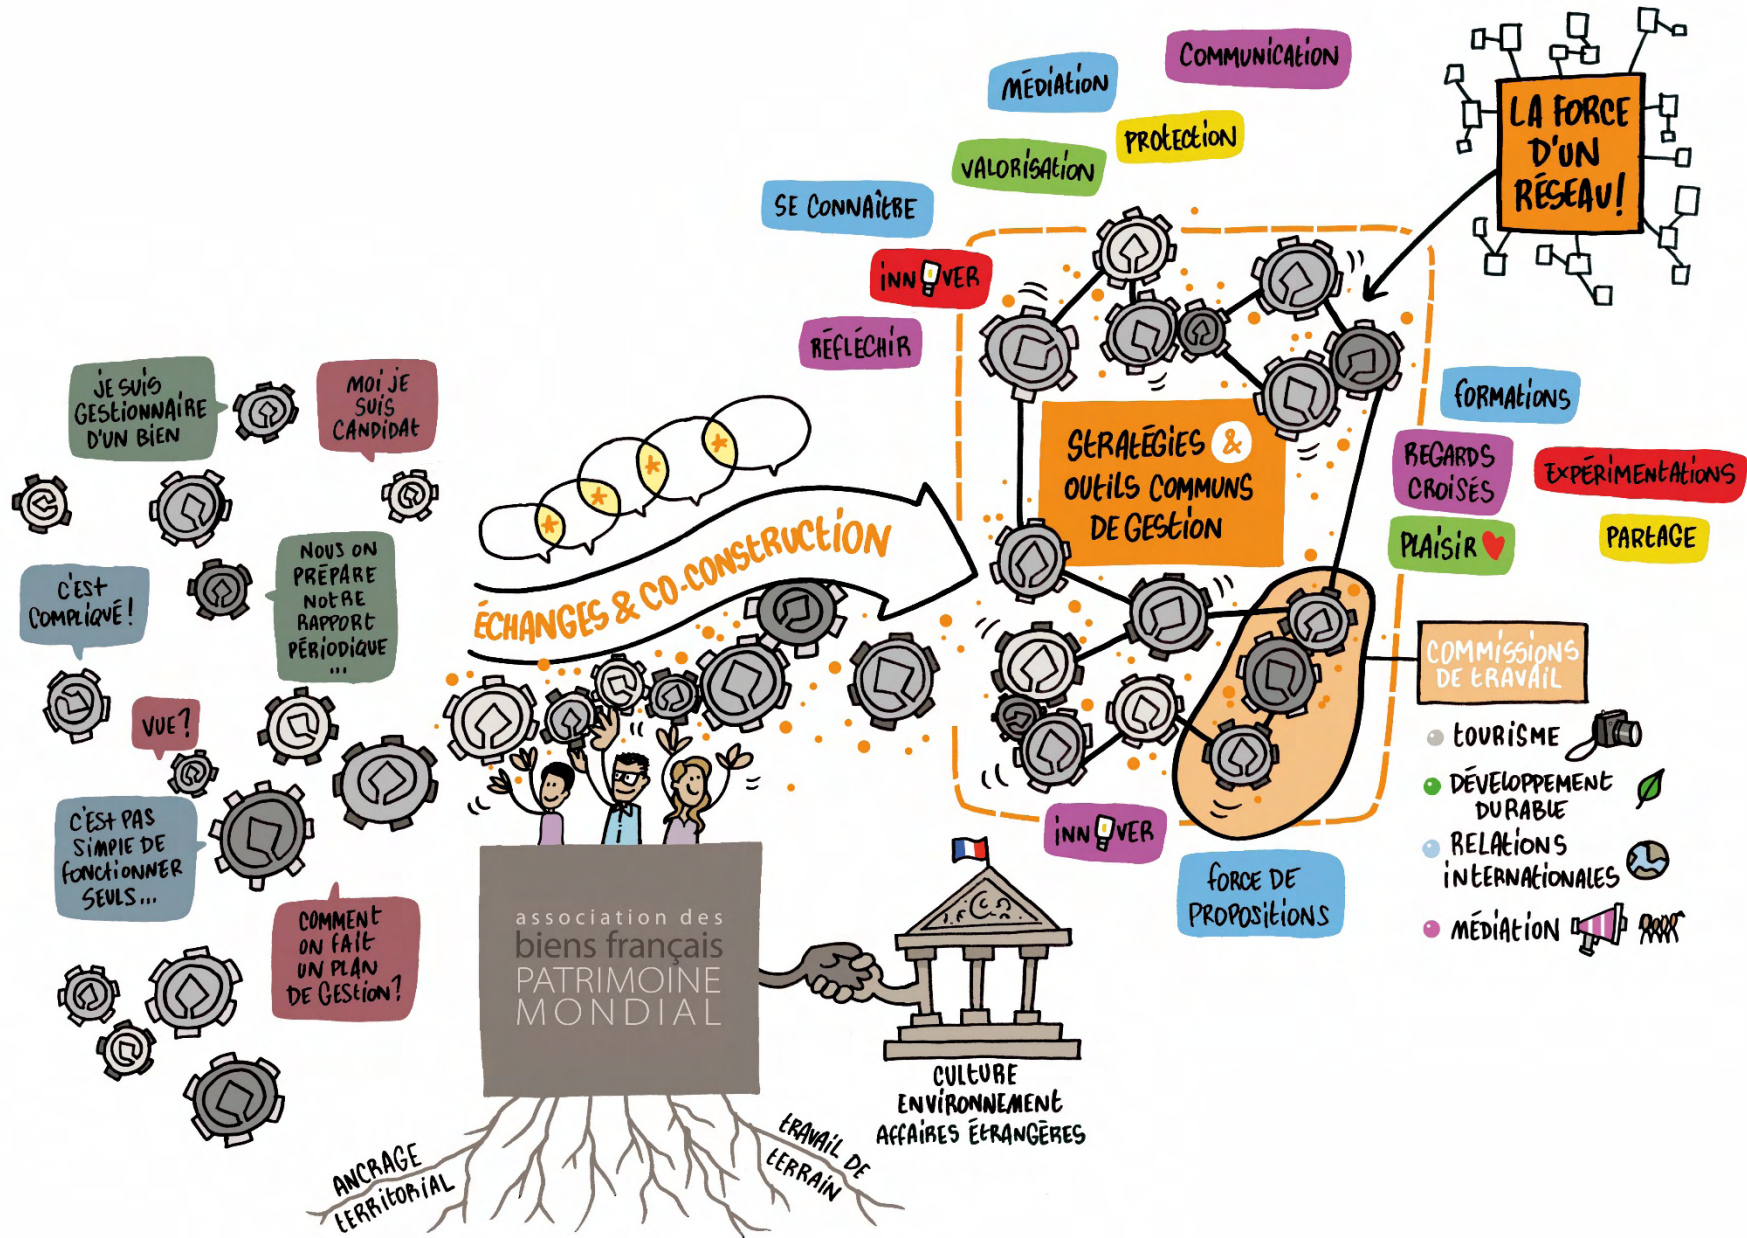 COMMUNICATION
MÉDIATION
PROTECTION
VALORISATION
SE CONNAÎTRE
INNOVER
RÉFLÉCHIR
LA FORCE
D'UN
RÉSEAU!
JE SUIS
GESTIONNAIRE
D'UN BIEN
MOI JE
SUIS
CANDIDAT
C'EST
COMPLIQUÉ!
NOUS ON
PRÉPARE
NOTRE
RAPPORT
PÉRIODIQUE
...
VUE?
C'EST PAS
SIMPLE DE
FONCTIONNER
SEULS...
COMMENT
ON FAIT
UN PLAN
DE GESTION?
ÉCHANGES & CO-CONSTRUCTION
STRATÉGIES &
OUTILS COMMUNS
DE GESTION
FORMATIONS
REGARDS
CROISÉS
EXPÉRIMENTATIONS
PLAISIR
PARTAGE
COMMISSIONS
DE TRAVAIL
TOURISME
DÉVELOPPEMENT
DURABLE
RELATIONS
INTERNATIONALES
MÉDIATION
INNOVER
FORCE DE
PROPOSITIONS
association des
biens français
PATRIMOINE
MONDIAL
CULTURE
ENVIRONNEMENT
AFFAIRES ÉTRANGÈRES
ANCRAGE
TERRITORIAL
TRAVAIL DE
TERRAIN